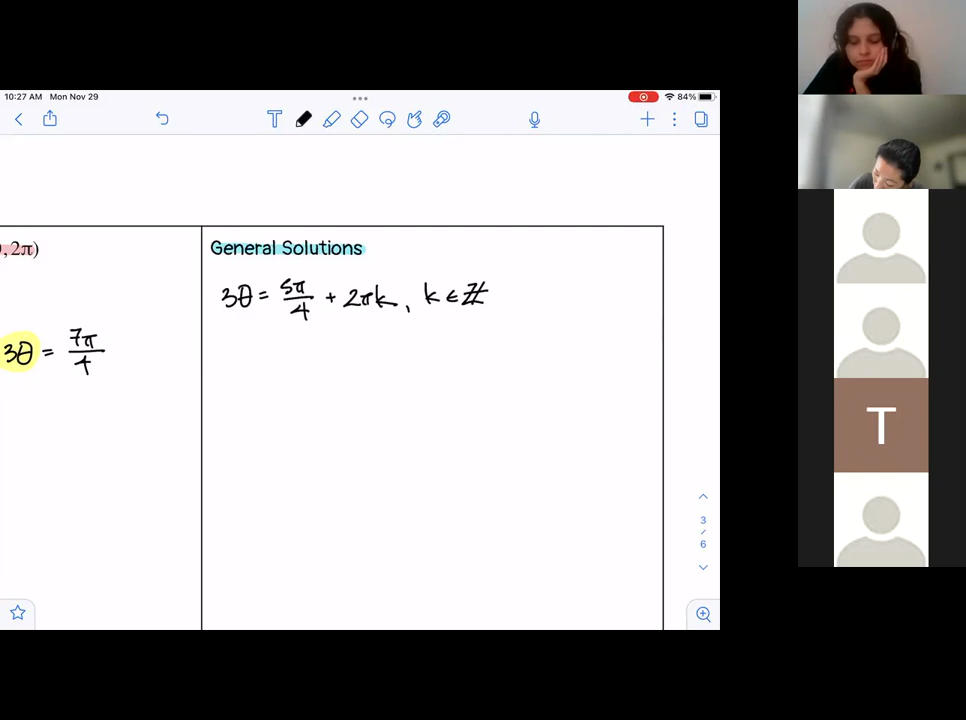 10:27 AM Mon Nov 29
84%
, 2π)
General Solutions
3θ = 5π/4 + 2πk, k ∈ ℤ
3θ = 7π/4
T
3
/
6